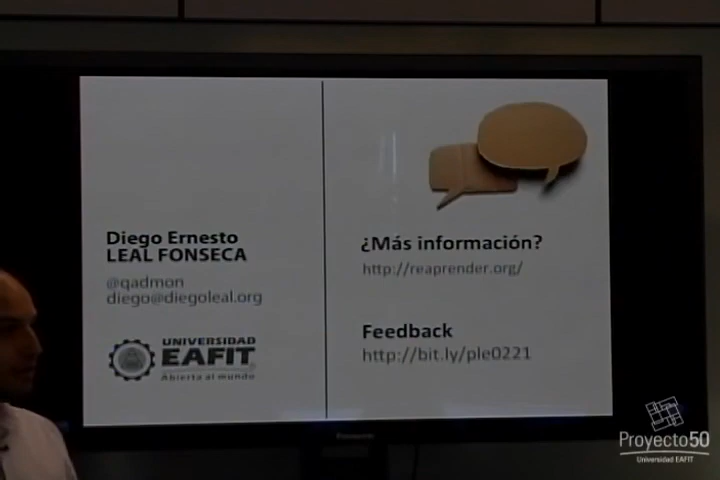 Diego Ernesto
LEAL FONSECA
@qadmon
diego@diegoleal.org
UNIVERSIDAD
EAFIT
Abierta al mundo
¿Más información?
http://reaprender.org/
Feedback
http://bit.ly/ple0221
Panasonic
Proyecto50
Universidad EAFIT